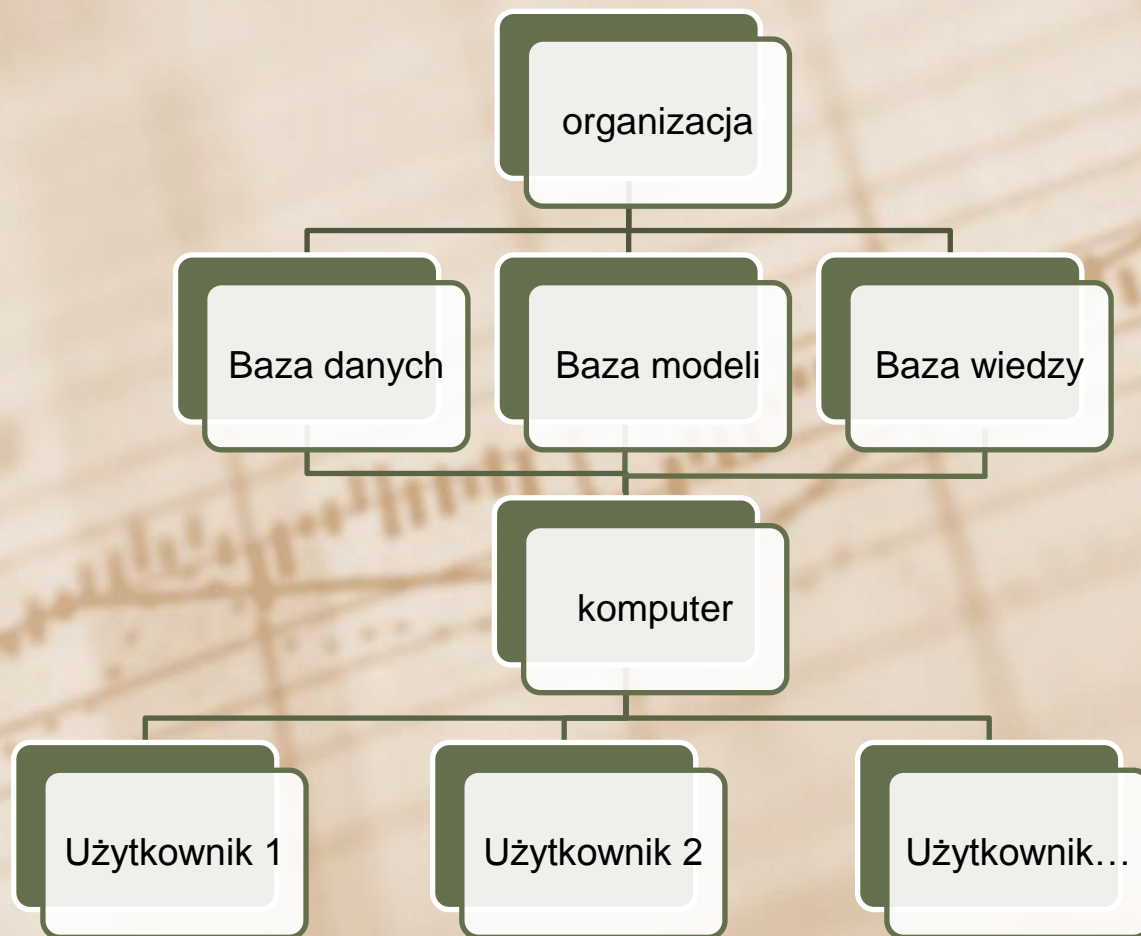 organizacja
Baza danych
Baza modeli
Baza wiedzy
komputer
Użytkownik 1
Użytkownik 2
Użytkownik…